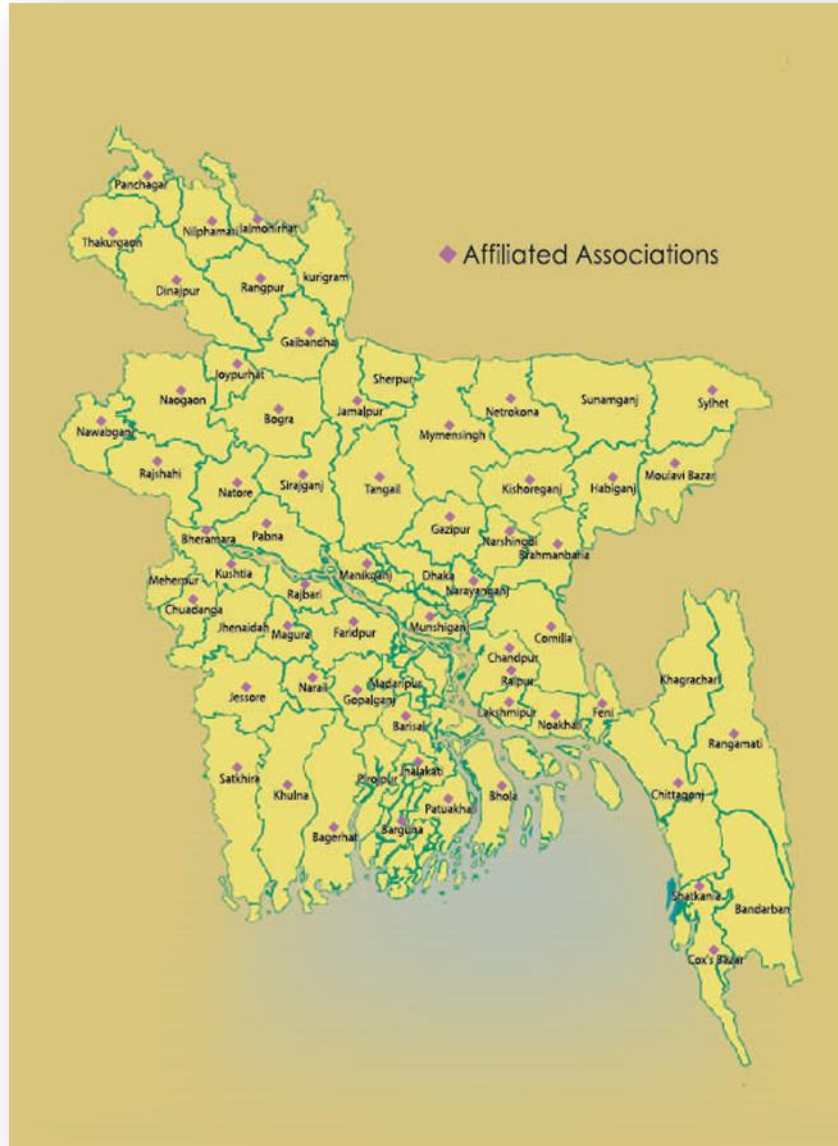 Panchagar
Nilphamari
lalmonirhat
Thakurgaon
Affiliated Associations
Dinajpur
Rangpur
kurigram
Gaibandha
Joypurhat
Sherpur
Naogaon
Bogra
Jamalpur
Netrokona
Sunamganj
Sylhet
Nawabganj
Mymensingh
Rajshahi
Natore
Sirajganj
Tangail
Kishoreganj
Habiganj
Moulavi Bazar
Bheramara
Pabna
Gazipur
Narshingdi
Brahmanbaria
Meherpur
Kushtia
Manikganj
Dhaka
Narayanganj
Chuadanga
Rajbari
Jhenaidah
Magura
Faridpur
Munshiganj
Comilla
Chandpur
Raipur
Khagrachari
Jessore
Narail
Gopalganj
Madaripur
Lakshmipur
Noakhali
Feni
Barisal
Rangamati
Satkhira
Khulna
Pirojpur
Jhalakati
Bhola
Chittagonj
Bagerhat
Barguna
Patuakhali
Shatkania
Bandarban
Cox's Bazar